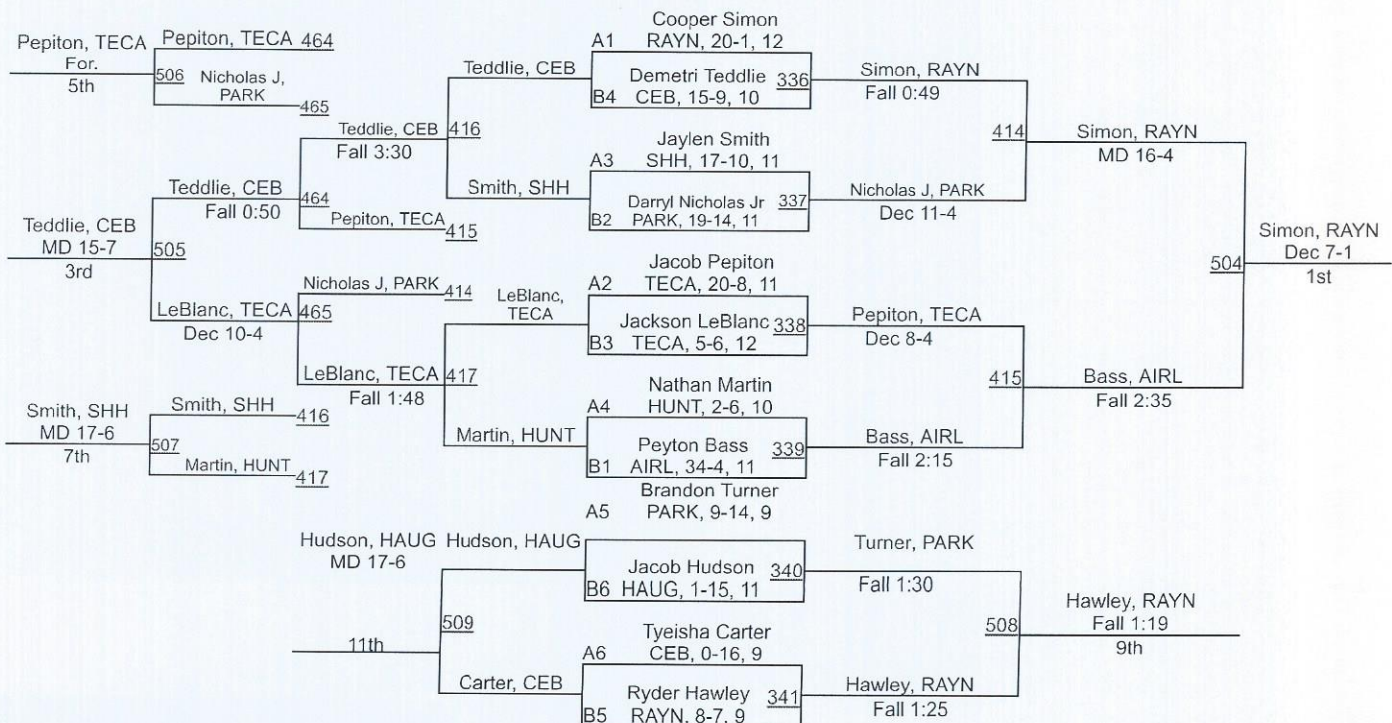 Cooper Simon
A1 RAYN, 20-1, 12
Pepiton, TECA
For.
5th
Pepiton, TECA 464
506
Nicholas J,
PARK
465
Teddlie, CEB
Demetri Teddlie 336
B4 CEB, 15-9, 10
Simon, RAYN
Fall 0:49
Teddlie, CEB 416
Fall 3:30
414
Simon, RAYN
MD 16-4
Jaylen Smith
A3 SHH, 17-10, 11
Teddlie, CEB 464
Fall 0:50
Smith, SHH
Darryl Nicholas Jr 337
B2 PARK, 19-14, 11
Nicholas J, PARK
Dec 11-4
Pepiton, TECA
415
Teddlie, CEB
MD 15-7
3rd
505
Simon, RAYN
Dec 7-1
1st
504
Jacob Pepiton
A2 TECA, 20-8, 11
Nicholas J, PARK
414
LeBlanc,
TECA
LeBlanc, TECA 465
Dec 10-4
Jackson LeBlanc 338
B3 TECA, 5-6, 12
Pepiton, TECA
Dec 8-4
LeBlanc, TECA 417
Fall 1:48
415
Bass, AIRL
Fall 2:35
Nathan Martin
A4 HUNT, 2-6, 10
Smith, SHH
MD 17-6
7th
Smith, SHH
416
507
Martin, HUNT
417
Martin, HUNT
Peyton Bass 339
B1 AIRL, 34-4, 11
Bass, AIRL
Fall 2:15
Brandon Turner
A5 PARK, 9-14, 9
Hudson, HAUG
MD 17-6
Hudson, HAUG
Jacob Hudson 340
B6 HAUG, 1-15, 11
Turner, PARK
Fall 1:30
509
11th
508
Hawley, RAYN
Fall 1:19
9th
Tyeisha Carter
A6 CEB, 0-16, 9
Carter, CEB
Ryder Hawley 341
B5 RAYN, 8-7, 9
Hawley, RAYN
Fall 1:25